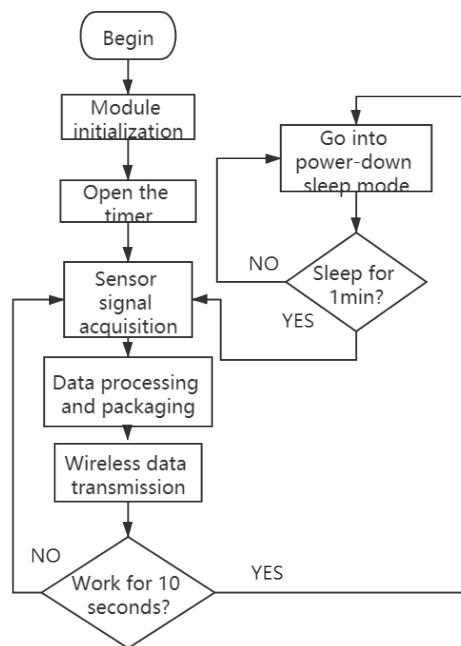 Begin
Module
initialization
Open the
timer
Sensor
signal
acquisition
Data processing
and packaging
Wireless data
transmission
Work for 10
seconds?
NO
YES
Go into
power-down
sleep mode
Sleep for
1min?
NO
YES